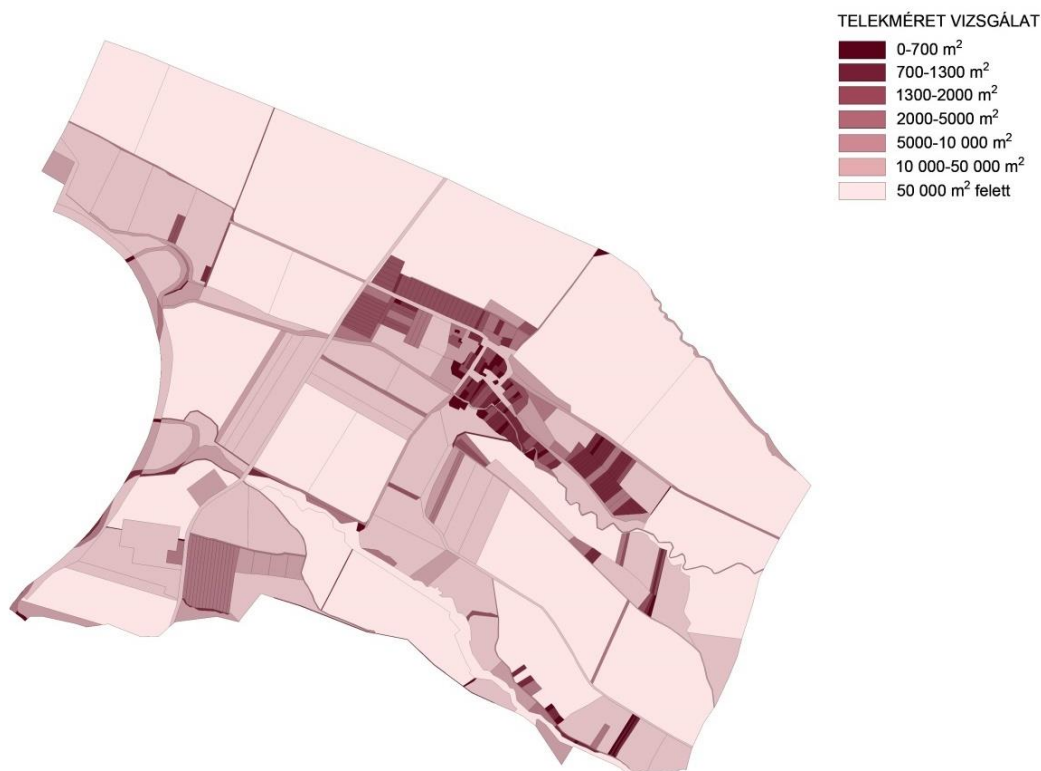 TELEKMÉRET VIZSGÁLAT
0-700 m²
700-1300 m²
1300-2000 m²
2000-5000 m²
5000-10 000 m²
10 000-50 000 m²
50 000 m² felett